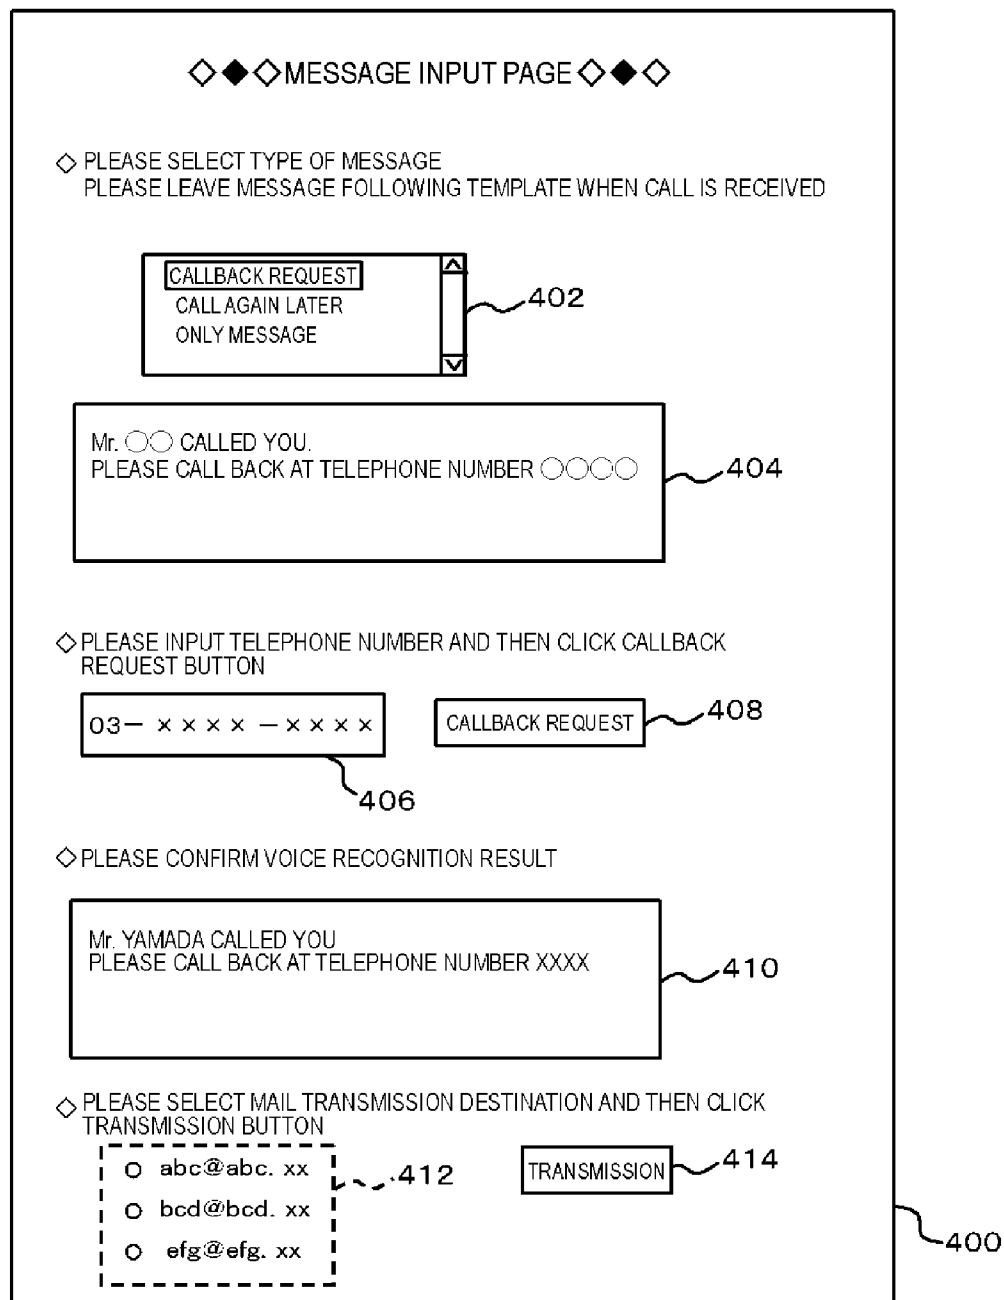 ◇◆◇MESSAGE INPUT PAGE◇◆◇
◇ PLEASE SELECT TYPE OF MESSAGE
PLEASE LEAVE MESSAGE FOLLOWING TEMPLATE WHEN CALL IS RECEIVED
CALLBACK REQUEST
CALL AGAIN LATER
ONLY MESSAGE
402
Mr. ○○ CALLED YOU.
PLEASE CALL BACK AT TELEPHONE NUMBER ○○○○
404
◇ PLEASE INPUT TELEPHONE NUMBER AND THEN CLICK CALLBACK
REQUEST BUTTON
03- ××××-××××
406
CALLBACK REQUEST
408
◇ PLEASE CONFIRM VOICE RECOGNITION RESULT
Mr. YAMADA CALLED YOU
PLEASE CALL BACK AT TELEPHONE NUMBER XXXX
410
◇ PLEASE SELECT MAIL TRANSMISSION DESTINATION AND THEN CLICK
TRANSMISSION BUTTON
○ abc@abc. xx
○ bcd@bcd. xx
○ efg@efg. xx
412
TRANSMISSION
414
400